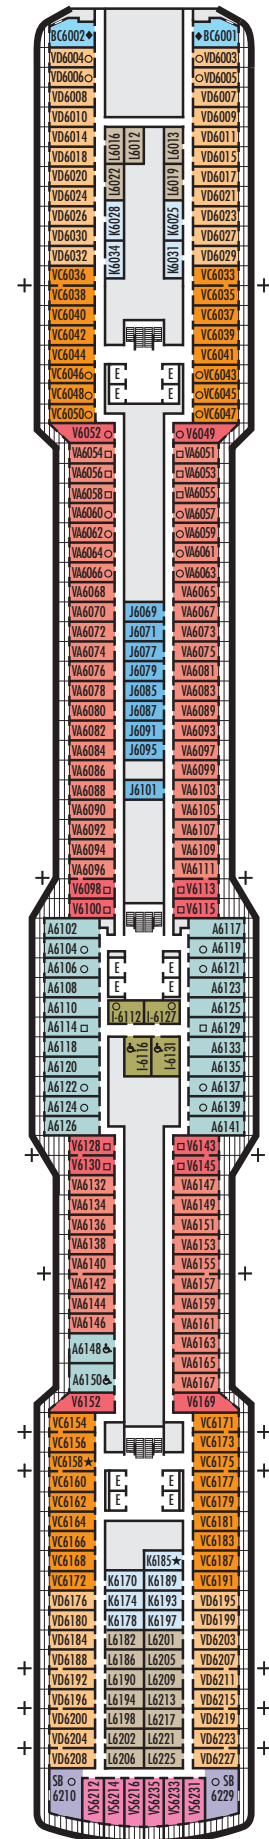 BC6002♦ ♦BC6001
VD6004○ ○VD6003
VD6006○ ○VD6005
VD6008 VD6007
VD6010 VD6009
VD6014 L6016 L6012 L6013 VD6011
VD6018 VD6015
VD6020 L6022 L6019 VD6017
VD6024 VD6021
VD6026 K6028 K6025 VD6023
VD6030 VD6027
VD6032 K6034 K6031 VD6029
VC6036 VC6033
VC6038 VC6035
VC6040 VC6037
VC6042 VC6039
VC6044 VC6041
VC6046○ E E ○VC6043
VC6048○ E E ○VC6045
VC6050○ ○VC6047
V6052○ ○V6049
VA6054□ □VA6051
VA6056□ □VA6053
VA6058□ □VA6055
VA6060○ ○VA6057
VA6062○ ○VA6059
VA6064○ ○VA6061
VA6066○ ○VA6063
VA6068 VA6065
VA6070 J6069 VA6067
VA6072 J6071 VA6073
VA6074 J6077 VA6075
VA6076 J6079 VA6081
VA6078 J6085 VA6083
VA6080 J6087 VA6089
VA6082 J6091 VA6093
VA6084 J6095 VA6097
VA6086 VA6099
VA6088 J6101 VA6103
VA6090 VA6105
VA6092 VA6107
VA6094 VA6109
VA6096 VA6111
V6098□ □V6113
V6100□ □V6115
A6102 A6117
A6104○ ○A6119
A6106○ E E ○A6121
A6108 E E A6123
A6110 I-6112 I-6127 A6125
A6114□ □A6129
A6118 I-6116 I-6131 A6133
A6120 A6135
A6122○ ○A6137
A6124○ ○A6139
A6126 A6141
V6128□ □V6143
V6130□ □V6145
VA6132 VA6147
VA6134 VA6149
VA6136 VA6151
VA6138 VA6153
VA6140 VA6155
VA6142 VA6157
VA6144 VA6159
VA6146 VA6161
A6148♿ VA6163
VA6165
A6150♿ VA6167
V6152 V6169
VC6154 VC6171
VC6156 VC6173
VC6158★ VC6175
VC6160 E E VC6177
VC6162 E E VC6179
VC6164 VC6181
VC6166 VC6183
VC6168 K6185★ VC6187
VC6172 K6170 K6189 VC6191
VD6176 K6174 K6193 VD6195
VD6180 K6178 K6197 VD6199
VD6184 L6182 L6201 VD6203
VD6188 L6186 L6205 VD6207
VD6192 L6190 L6209 VD6211
VD6196 L6194 L6213 VD6215
VD6200 L6198 L6217 VD6219
VD6204 L6202 L6221 VD6223
VD6208 L6206 L6225 VD6227
SB○ 6210 VS6212 VS6214 VS6216 VS6235 VS6233 VS6231 ○SB 6229